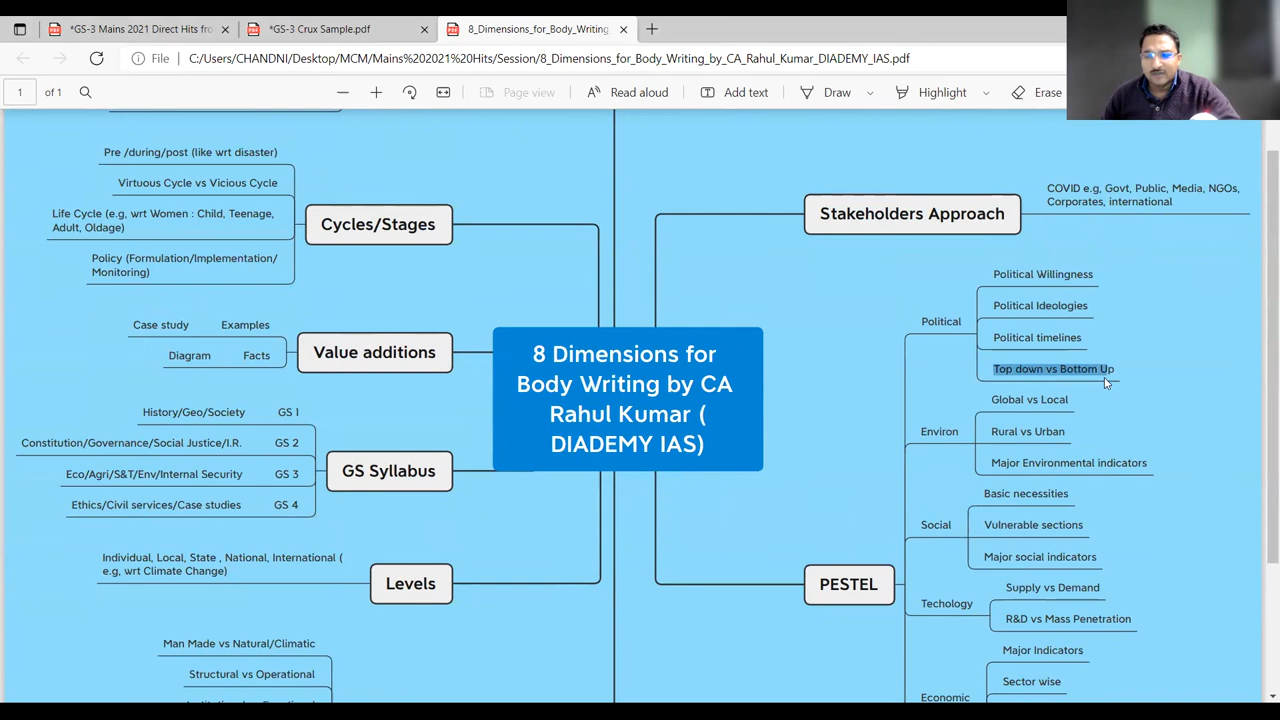 *GS-3 Mains 2021 Direct Hits fro
*GS-3 Crux Sample.pdf
8_Dimensions_for_Body_Writing_
File
C:/Users/CHANDNI/Desktop/MCM/Mains%202021%
Hits/Session/8_Dimensions_for_Body_Writing_by_CA_Rahul_Kumar_DIADEMY_IAS.pdf
1 of 1
Page view
Read aloud
Add text
Draw
Highlight
Erase
Pre /during/post (like wrt disaster)
Virtuous Cycle vs Vicious Cycle
Life Cycle (e.g, wrt Women : Child, Teenage,
Adult, Oldage)
Policy (Formulation/Implementation/
Monitoring)
Cycles/Stages
Case study Examples
Diagram Facts
Value additions
History/Geo/Society GS 1
Constitution/Governance/Social Justice/I.R. GS 2
Eco/Agri/S&T/Env/Internal Security GS 3
Ethics/Civil services/Case studies GS 4
GS Syllabus
Individual, Local, State , National, International (
e.g, wrt Climate Change)
Levels
Man Made vs Natural/Climatic
Structural vs Operational
8 Dimensions for
Body Writing by CA
Rahul Kumar (
DIADEMY IAS)
Stakeholders Approach
COVID e.g, Govt, Public, Media, NGOs,
Corporates, international
PESTEL
Political
Political Willingness
Political Ideologies
Political timelines
Top down vs Bottom Up
Environ
Global vs Local
Rural vs Urban
Major Environmental indicators
Social
Basic necessities
Vulnerable sections
Major social indicators
Techology
Supply vs Demand
R&D vs Mass Penetration
Economic
Major Indicators
Sector wise